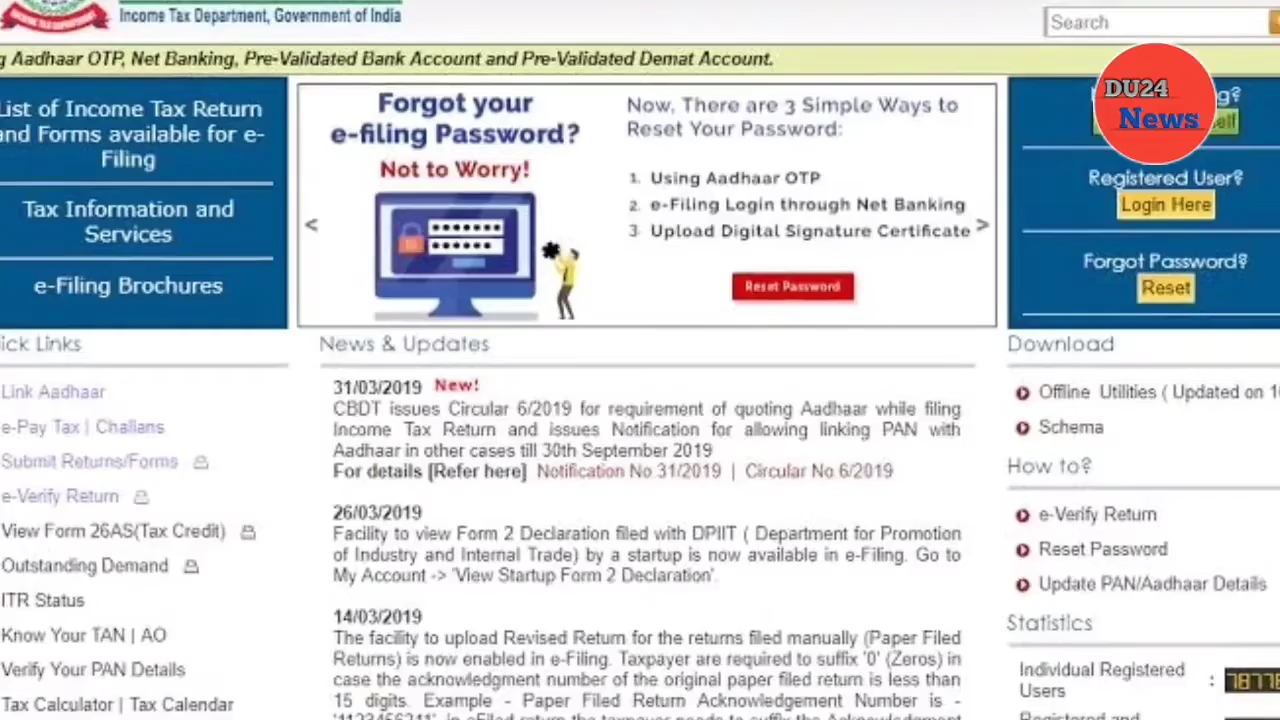 Income Tax Department, Government of India
Search
Aadhaar OTP, Net Banking, Pre-Validated Bank Account and Pre-Validated Demat Account.
List of Income Tax Return
and Forms available for e-
Filing
Tax Information and
Services
e-Filing Brochures
Forgot your
e-filing Password?
Not to Worry!
Now, There are 3 Simple Ways to
Reset Your Password:
1. Using Aadhaar OTP
2. e-Filing Login through Net Banking
3 Upload Digital Signature Certificate
Reset Password
<
>
DU24
News
Registered User?
Login Here
Forgot Password?
Reset
Links
Link Aadhaar
e-Pay Tax | Challans
Submit Returns/Forms
e-Verify Return
View Form 26AS(Tax Credit)
Outstanding Demand
ITR Status
Know Your TAN | AO
Verify Your PAN Details
Tax Calculator | Tax Calendar
News & Updates
31/03/2019 New!
CBDT issues Circular 6/2019 for requirement of quoting Aadhaar while filing
Income Tax Return and issues Notification for allowing linking PAN with
Aadhaar in other cases till 30th September 2019
For details [Refer here] Notification No 31/2019 | Circular No 6/2019
26/03/2019
Facility to view Form 2 Declaration filed with DPIIT ( Department for Promotion
of Industry and Internal Trade) by a startup is now available in e-Filing. Go to
My Account -> 'View Startup Form 2 Declaration'.
14/03/2019
The facility to upload Revised Return for the returns filed manually (Paper Filed
Returns) is now enabled in e-Filing. Taxpayer are required to suffix '0' (Zeros) in
case the acknowledgment number of the original paper filed return is less than
15 digits. Example - Paper Filed Return Acknowledgement Number is -
Download
Offline Utilities ( Updated on
Schema
How to?
e-Verify Return
Reset Password
Update PAN/Aadhaar Details
Statistics
Individual Registered
Users :